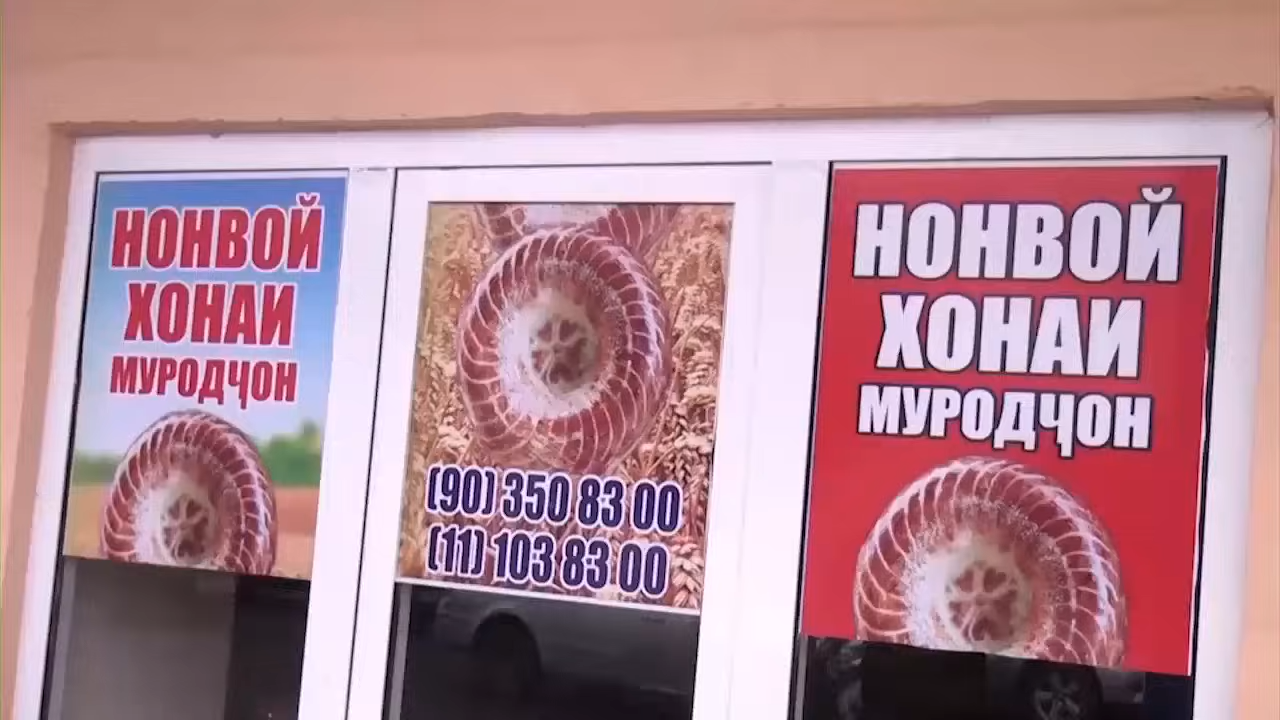 НОНВОЙ
ХОНАИ
МУРОДҶОН
(90) 350 83 00
(11) 103 83 00
НОНВОЙ
ХОНАИ
МУРОДҶОН